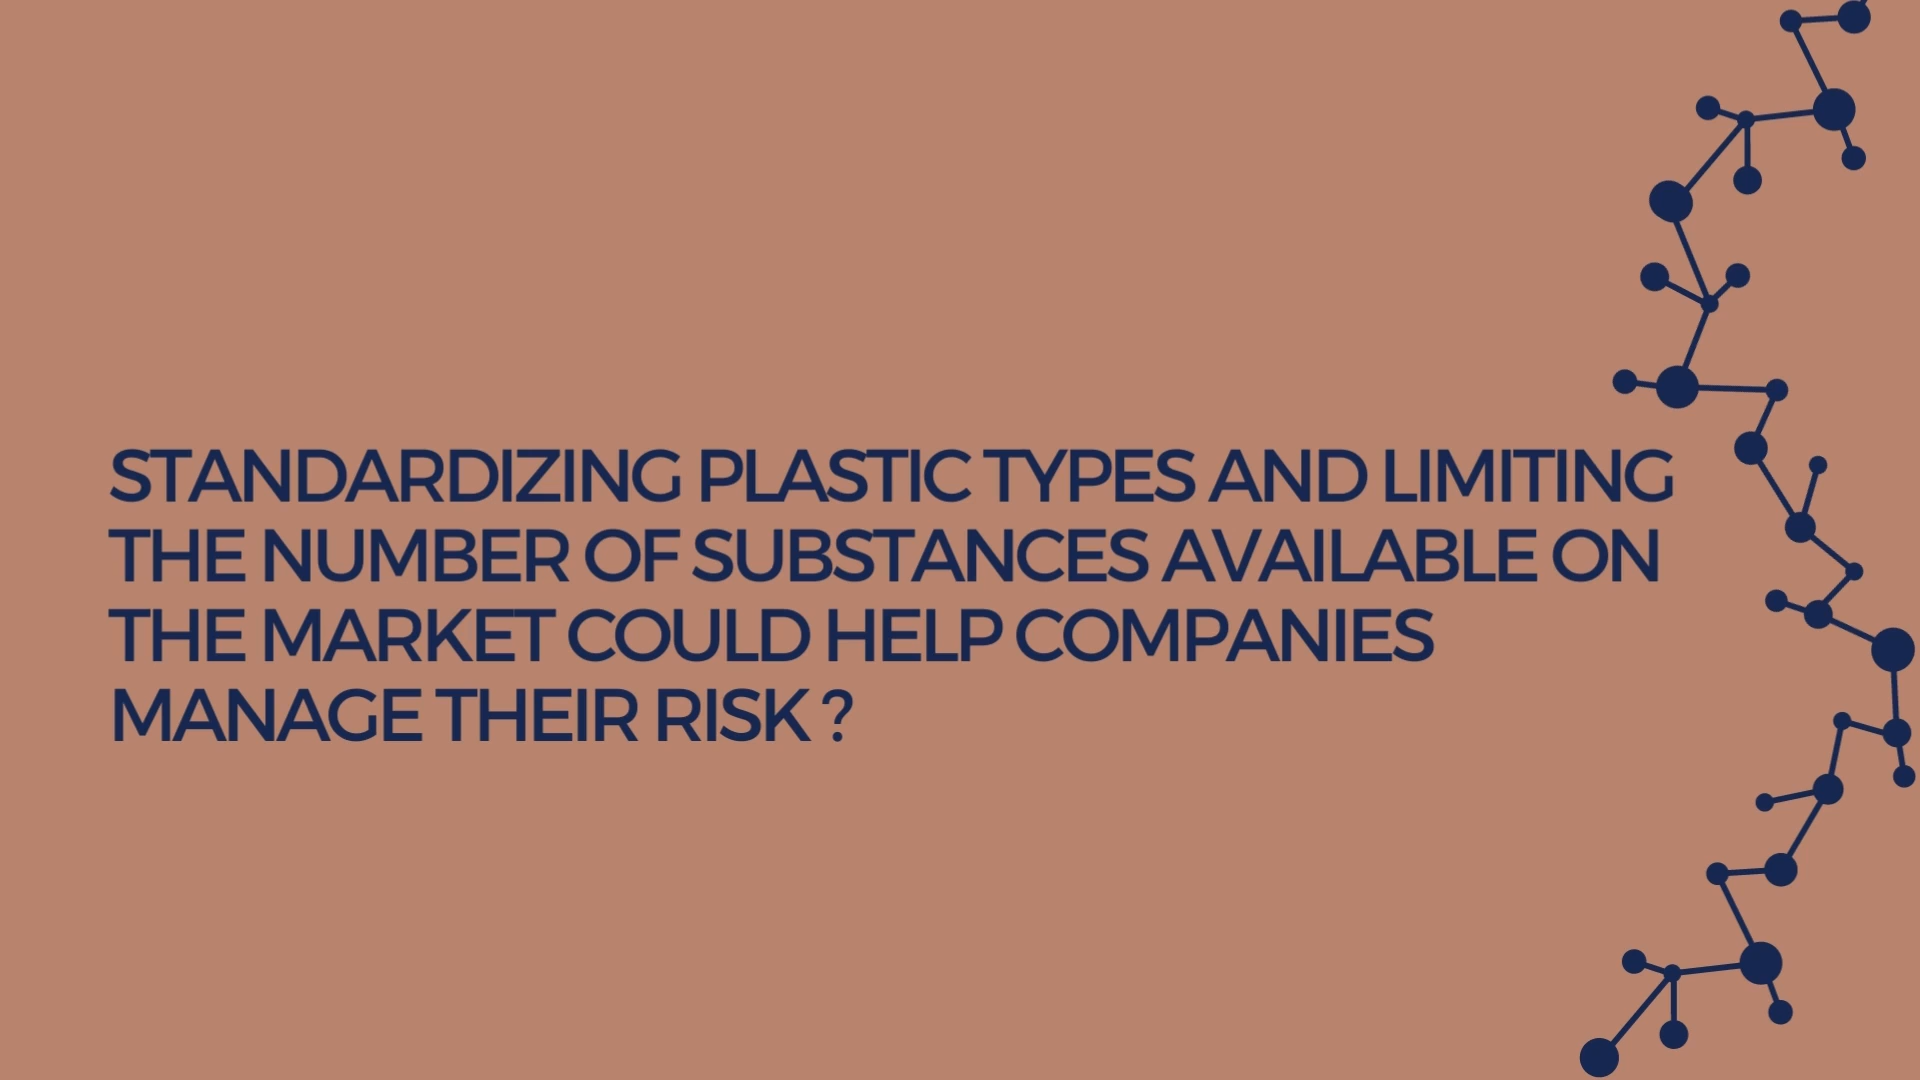 STANDARDIZING PLASTIC TYPES AND LIMITING
THE NUMBER OF SUBSTANCES AVAILABLE ON
THE MARKET COULD HELP COMPANIES
MANAGE THEIR RISK ?